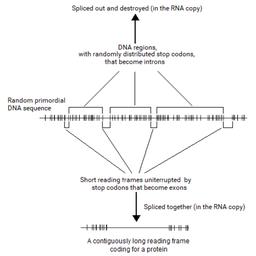 Spliced out and destroyed (in the RNA copy)
DNA regions,
with randomly distributed stop codons,
that become introns
Random primordial
DNA sequence
Short reading frames uninterrupted by
stop codons that become exons
Spliced together (in the RNA copy)
A contiguously long reading frame
coding for a protein